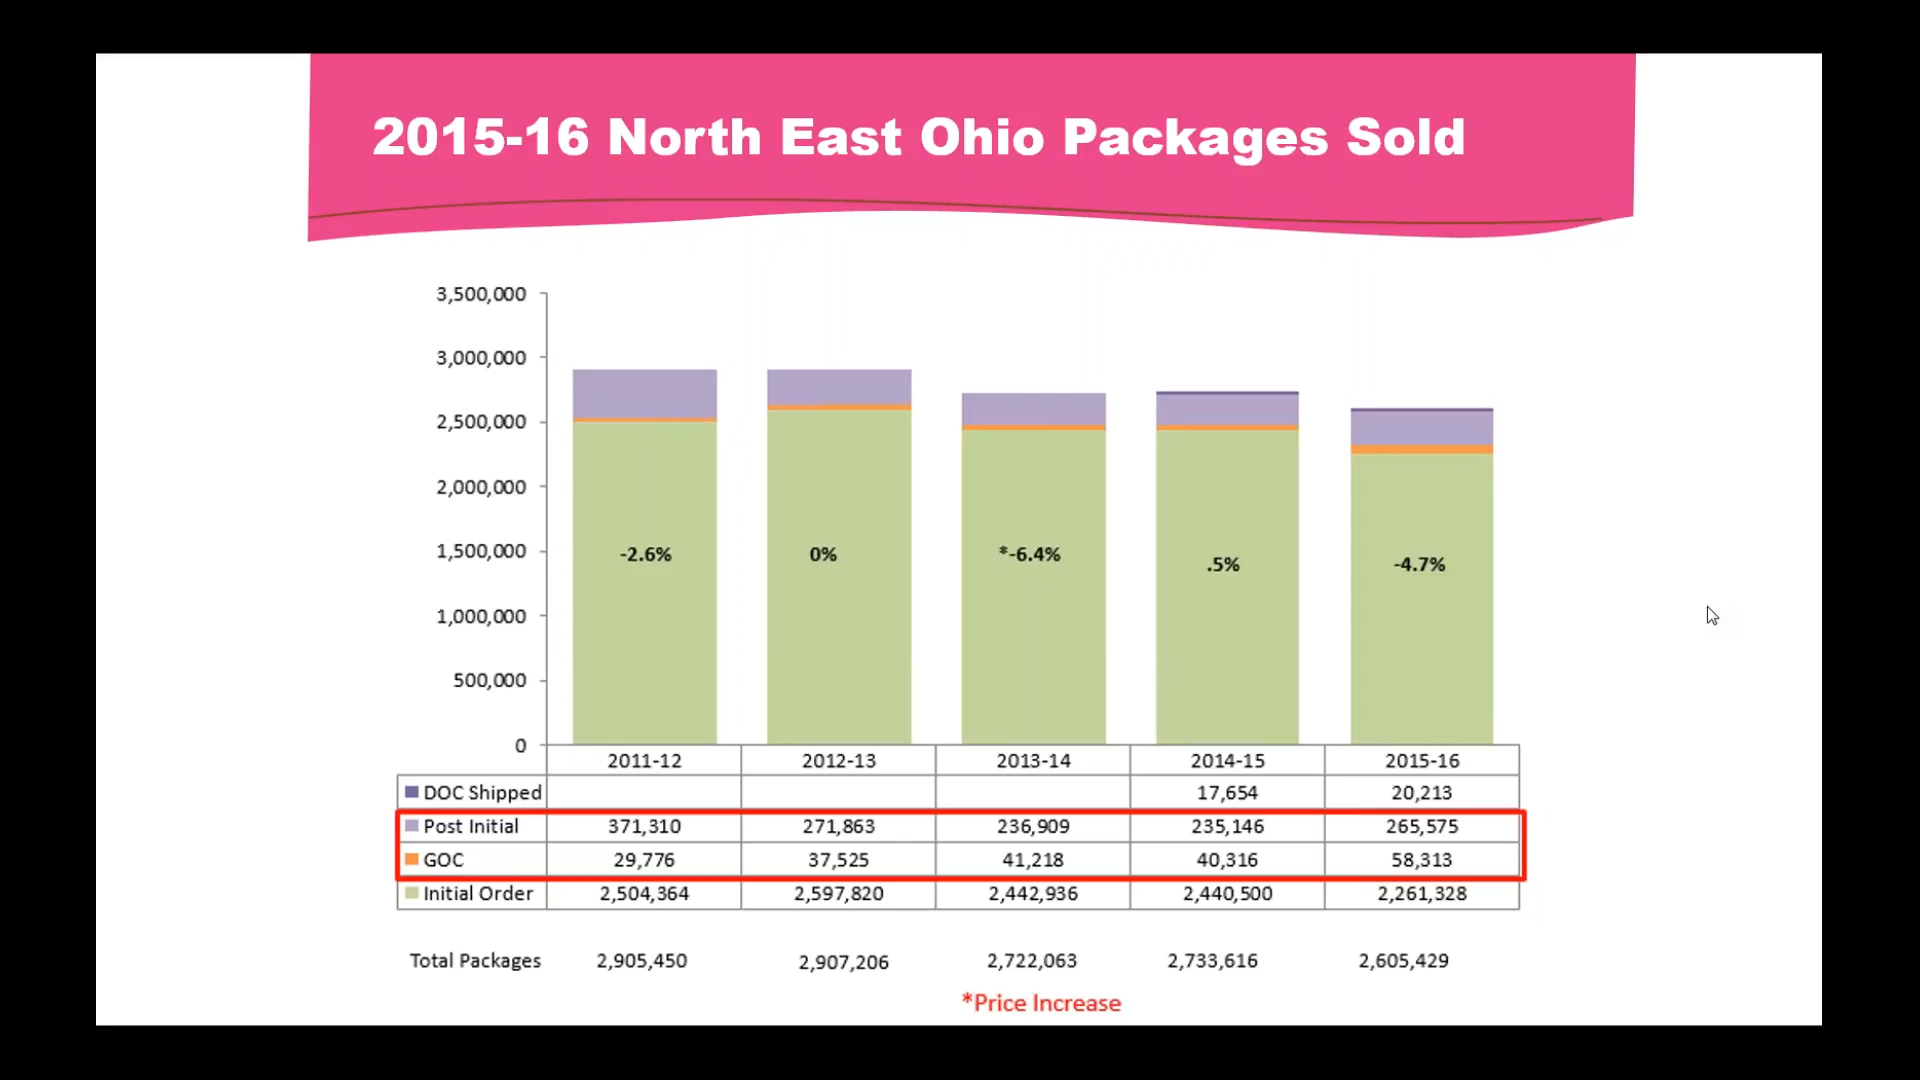 2015-16 North East Ohio Packages Sold
3,500,000
3,000,000
2,500,000
2,000,000
1,500,000
1,000,000
500,000
0
-2.6% 0% *-6.4% .5% -4.7%
2011-12 2012-13 2013-14 2014-15 2015-16
DOC Shipped 17,654 20,213
Post Initial 371,310 271,863 236,909 235,146 265,575
GOC 29,776 37,525 41,218 40,316 58,313
Initial Order 2,504,364 2,597,820 2,442,936 2,440,500 2,261,328
Total Packages 2,905,450 2,907,206 2,722,063 2,733,616 2,605,429
*Price Increase